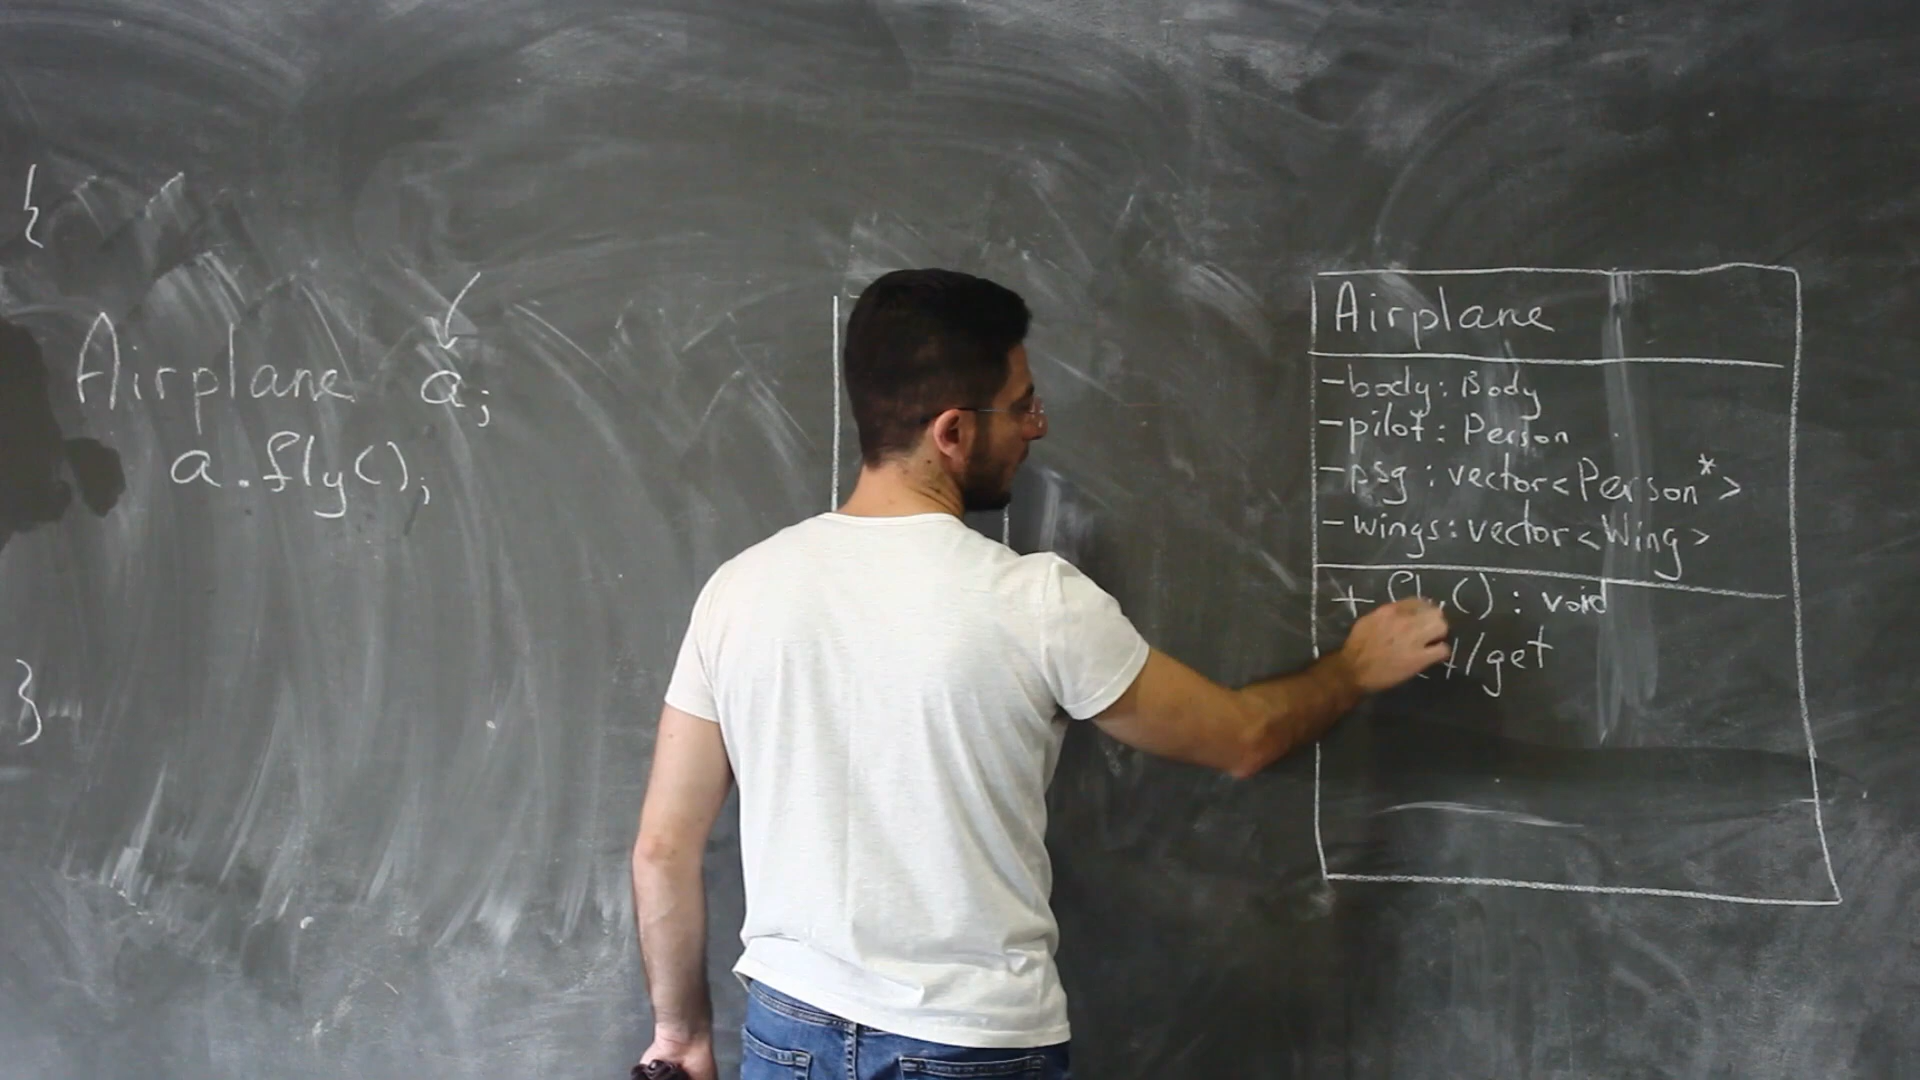 {
Airplane a;
a.fly();
}
Airplane
-body: Body
-pilot: Person
-psg: vector<Person*>
-wings: vector<Wing>
+ fly(): void
/get